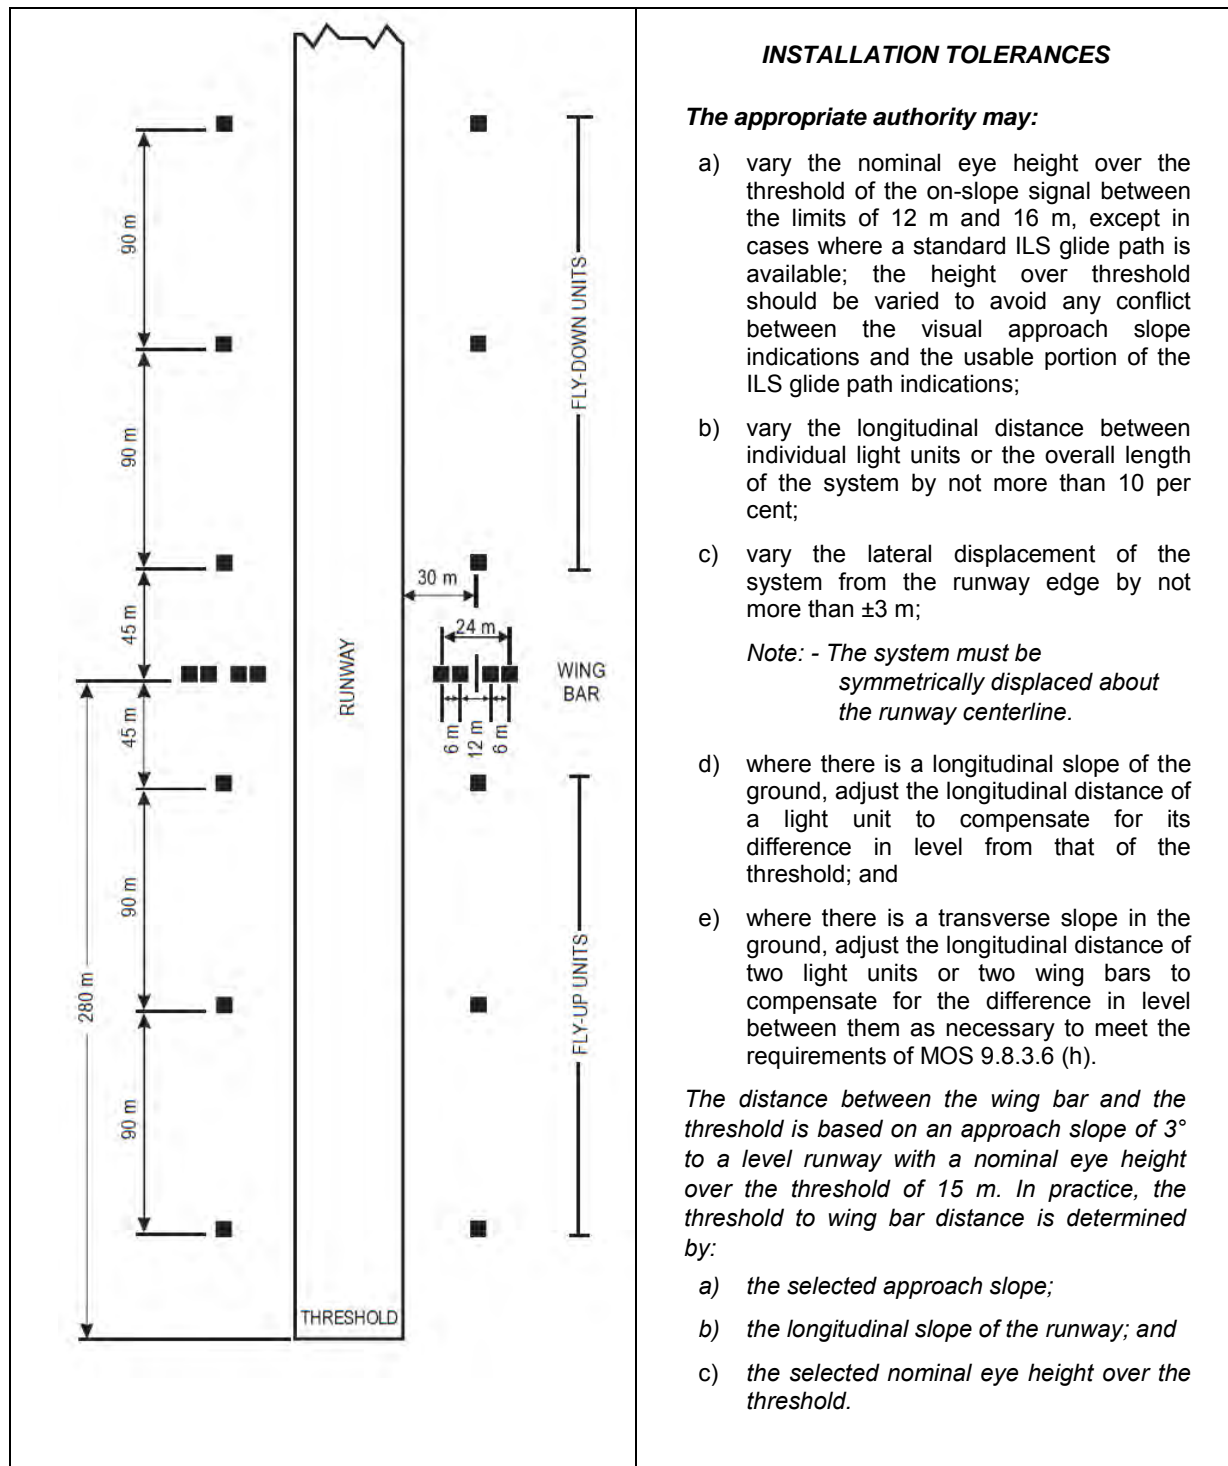 90 m
90 m
45 m
45 m
90 m
90 m
280 m
RUNWAY
THRESHOLD
30 m
24 m
6 m
12 m
6 m
WING
BAR
FLY-DOWN UNITS
FLY-UP UNITS
INSTALLATION TOLERANCES
The appropriate authority may:
a) vary the nominal eye height over the
threshold of the on-slope signal between
the limits of 12 m and 16 m, except in
cases where a standard ILS glide path is
available; the height over threshold
should be varied to avoid any conflict
between the visual approach slope
indications and the usable portion of the
ILS glide path indications;
b) vary the longitudinal distance between
individual light units or the overall length
of the system by not more than 10 per
cent;
c) vary the lateral displacement of the
system from the runway edge by not
more than ±3 m;
Note: - The system must be
symmetrically displaced about
the runway centerline.
d) where there is a longitudinal slope of the
ground, adjust the longitudinal distance of
a light unit to compensate for its
difference in level from that of the
threshold; and
e) where there is a transverse slope in the
ground, adjust the longitudinal distance of
two light units or two wing bars to
compensate for the difference in level
between them as necessary to meet the
requirements of MOS 9.8.3.6 (h).
The distance between the wing bar and the
threshold is based on an approach slope of 3°
to a level runway with a nominal eye height
over the threshold of 15 m. In practice, the
threshold to wing bar distance is determined
by:
a) the selected approach slope;
b) the longitudinal slope of the runway; and
c) the selected nominal eye height over the
threshold.